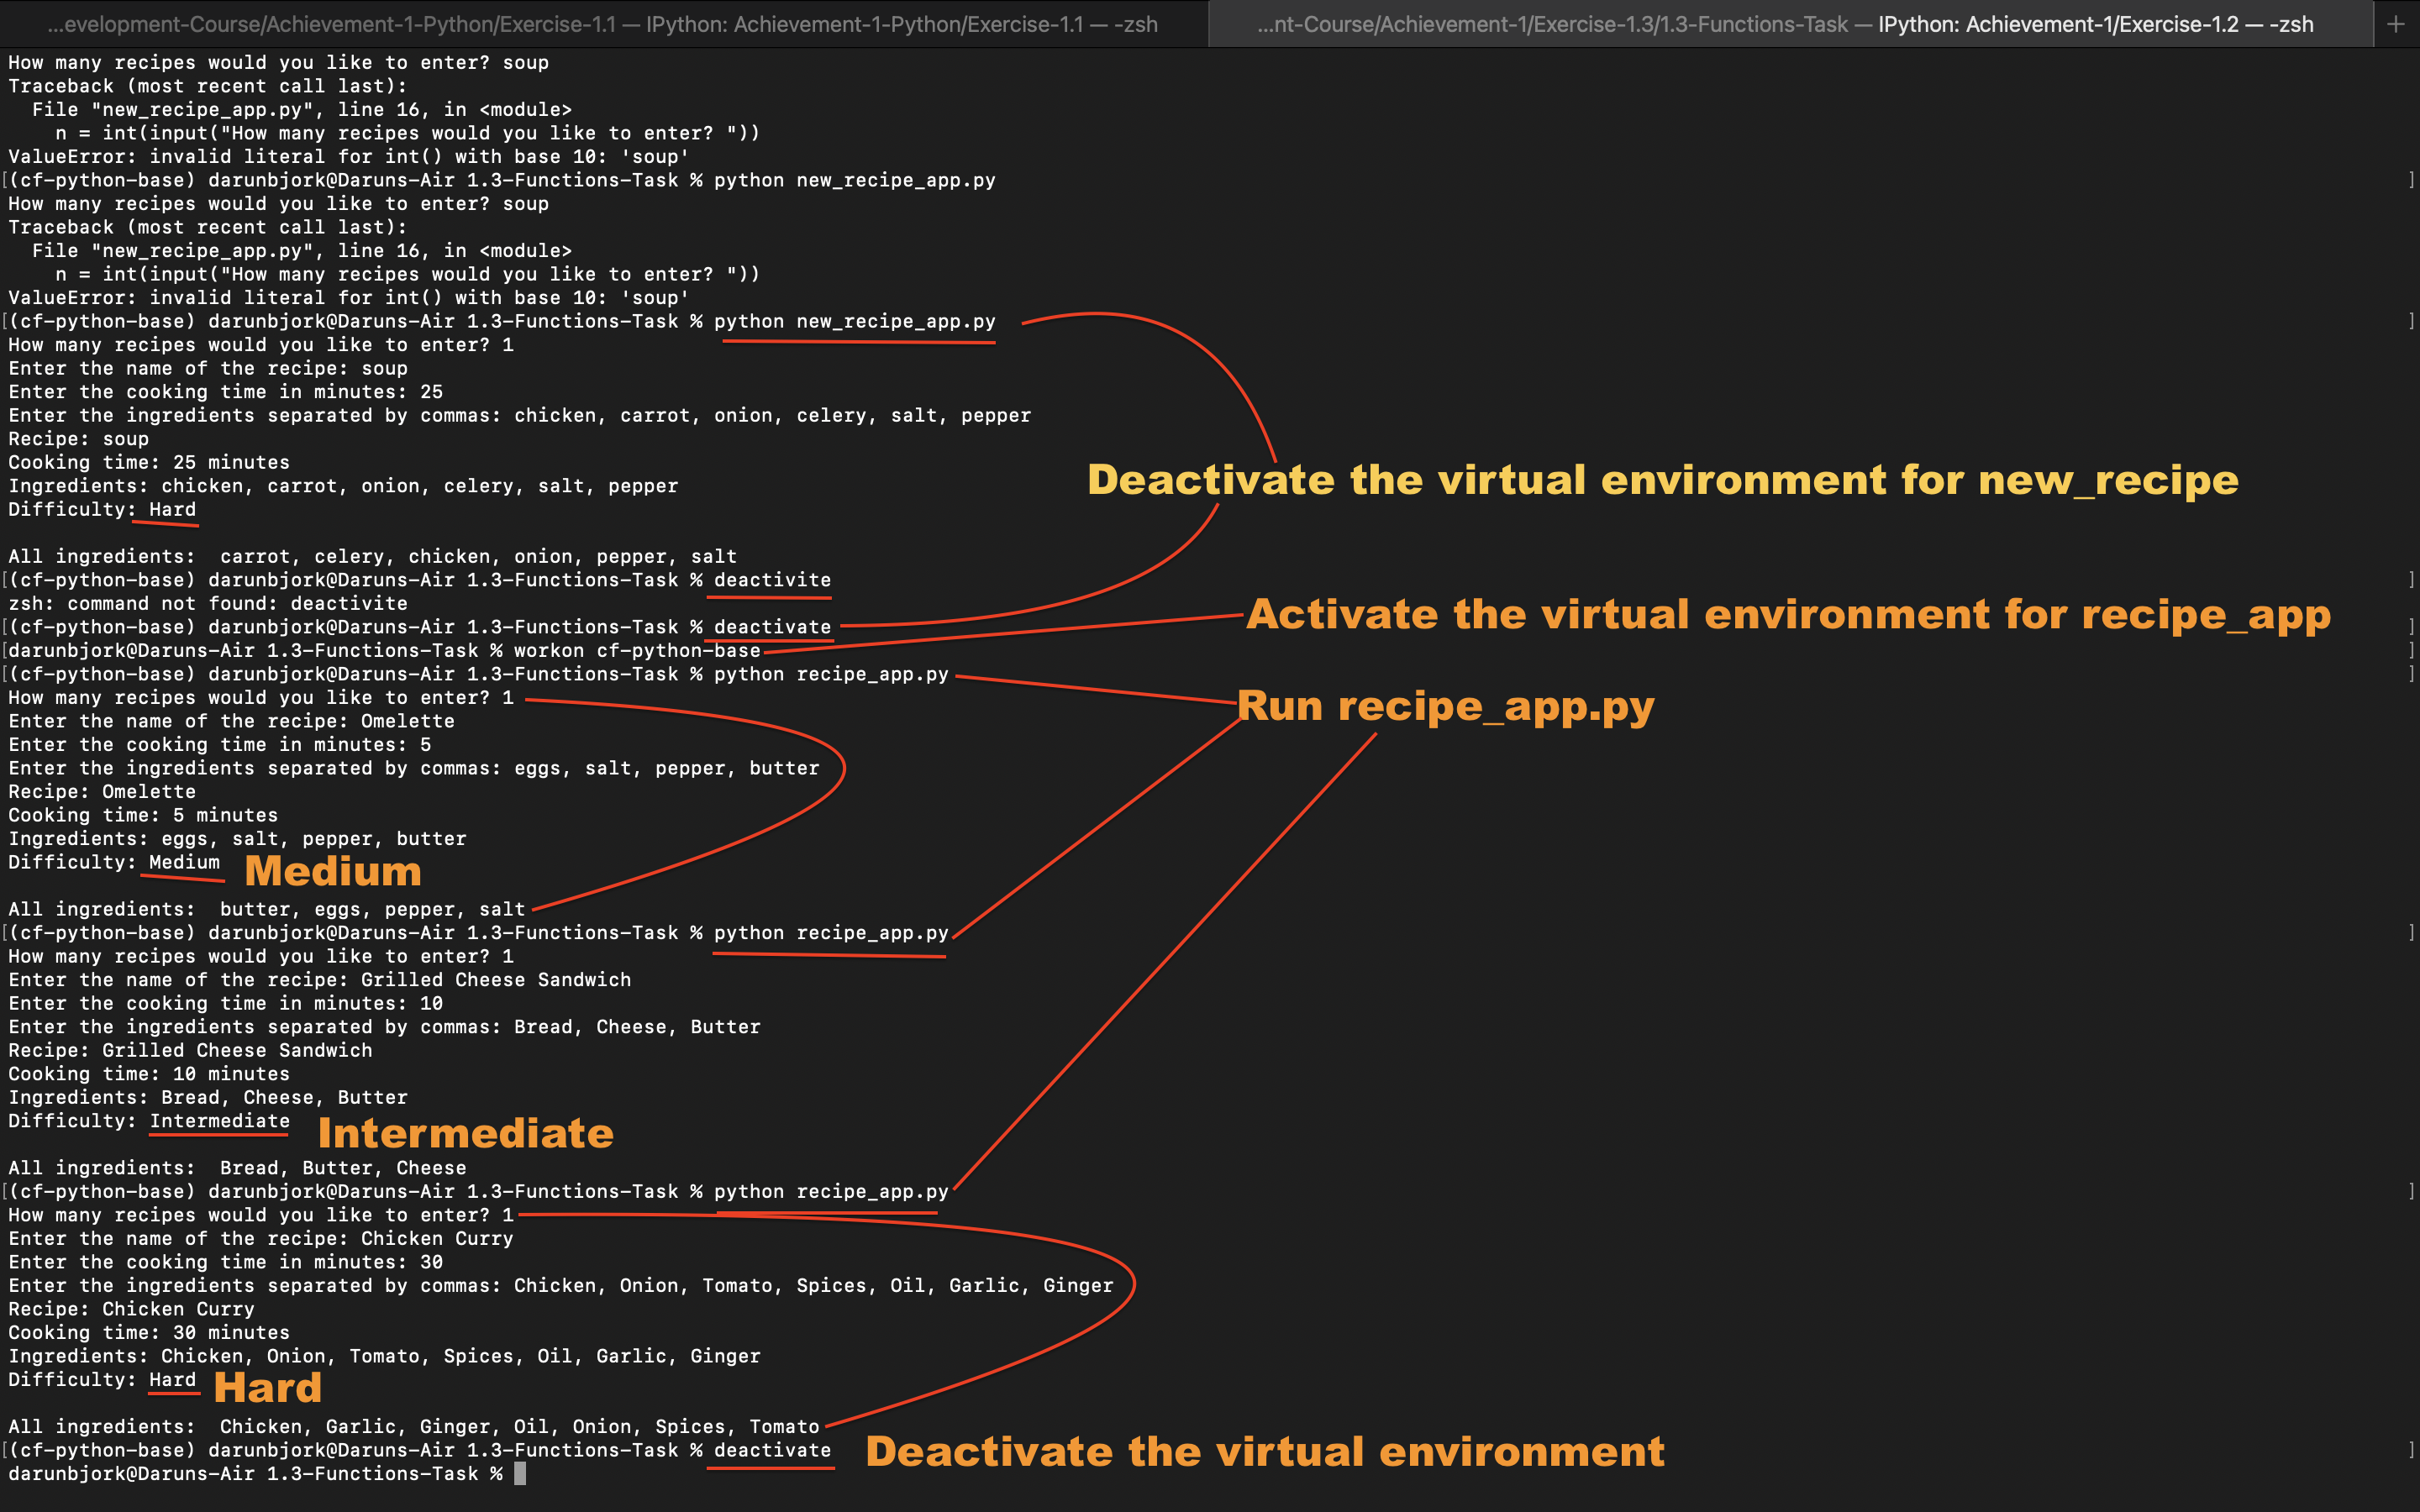 ...evelopment-Course/Achievement-1-Python/Exercise-1.1 — IPython: Achievement-1-Python/Exercise-1.1 — -zsh
...nt-Course/Achievement-1/Exercise-1.3/1.3-Functions-Task — IPython: Achievement-1/Exercise-1.2 — -zsh +
How many recipes would you like to enter? soup
Traceback (most recent call last):
  File "new_recipe_app.py", line 16, in <module>
    n = int(input("How many recipes would you like to enter? "))
ValueError: invalid literal for int() with base 10: 'soup'
[(cf-python-base) darunbjork@Daruns-Air 1.3-Functions-Task % python new_recipe_app.py ]
How many recipes would you like to enter? soup
Traceback (most recent call last):
  File "new_recipe_app.py", line 16, in <module>
    n = int(input("How many recipes would you like to enter? "))
ValueError: invalid literal for int() with base 10: 'soup'
[(cf-python-base) darunbjork@Daruns-Air 1.3-Functions-Task % python new_recipe_app.py ]
How many recipes would you like to enter? 1
Enter the name of the recipe: soup
Enter the cooking time in minutes: 25
Enter the ingredients separated by commas: chicken, carrot, onion, celery, salt, pepper
Recipe: soup
Cooking time: 25 minutes
Ingredients: chicken, carrot, onion, celery, salt, pepper
Deactivate the virtual environment for new_recipe
Difficulty: Hard
All ingredients:  carrot, celery, chicken, onion, pepper, salt
[(cf-python-base) darunbjork@Daruns-Air 1.3-Functions-Task % deactivite ]
zsh: command not found: deactivite
Activate the virtual environment for recipe_app
[(cf-python-base) darunbjork@Daruns-Air 1.3-Functions-Task % deactivate ]
[darunbjork@Daruns-Air 1.3-Functions-Task % workon cf-python-base ]
[(cf-python-base) darunbjork@Daruns-Air 1.3-Functions-Task % python recipe_app.py ]
How many recipes would you like to enter? 1
Run recipe_app.py
Enter the name of the recipe: Omelette
Enter the cooking time in minutes: 5
Enter the ingredients separated by commas: eggs, salt, pepper, butter
Recipe: Omelette
Cooking time: 5 minutes
Ingredients: eggs, salt, pepper, butter
Difficulty: Medium
Medium
All ingredients:  butter, eggs, pepper, salt
[(cf-python-base) darunbjork@Daruns-Air 1.3-Functions-Task % python recipe_app.py ]
How many recipes would you like to enter? 1
Enter the name of the recipe: Grilled Cheese Sandwich
Enter the cooking time in minutes: 10
Enter the ingredients separated by commas: Bread, Cheese, Butter
Recipe: Grilled Cheese Sandwich
Cooking time: 10 minutes
Ingredients: Bread, Cheese, Butter
Difficulty: Intermediate
Intermediate
All ingredients:  Bread, Butter, Cheese
[(cf-python-base) darunbjork@Daruns-Air 1.3-Functions-Task % python recipe_app.py ]
How many recipes would you like to enter? 1
Enter the name of the recipe: Chicken Curry
Enter the cooking time in minutes: 30
Enter the ingredients separated by commas: Chicken, Onion, Tomato, Spices, Oil, Garlic, Ginger
Recipe: Chicken Curry
Cooking time: 30 minutes
Ingredients: Chicken, Onion, Tomato, Spices, Oil, Garlic, Ginger
Difficulty: Hard
Hard
All ingredients:  Chicken, Garlic, Ginger, Oil, Onion, Spices, Tomato
[(cf-python-base) darunbjork@Daruns-Air 1.3-Functions-Task % deactivate ]
Deactivate the virtual environment
darunbjork@Daruns-Air 1.3-Functions-Task %